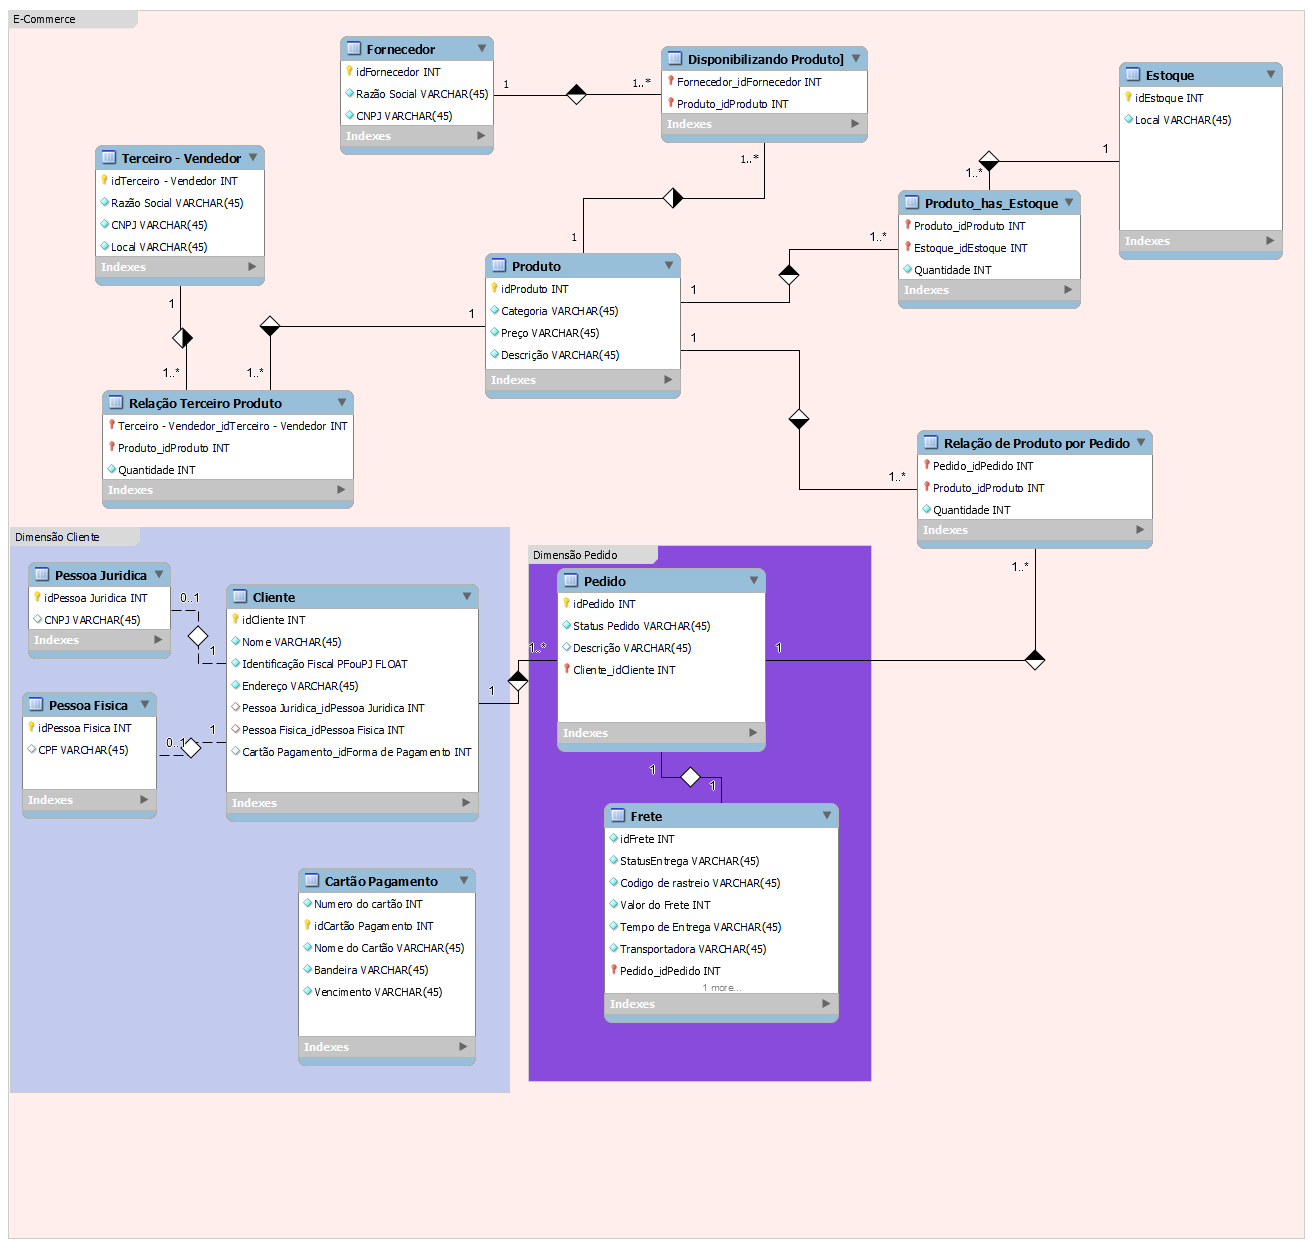 E-Commerce
Fornecedor
idFornecedor INT
Razão Social VARCHAR(45)
CNPJ VARCHAR(45)
Indexes
1
1..*
Disponibilizando Produto]
Fornecedor_idFornecedor INT
Produto_idProduto INT
Indexes
1..*
1
Estoque
idEstoque INT
Local VARCHAR(45)
Indexes
1
1..*
Produto_has_Estoque
Produto_idProduto INT
Estoque_idEstoque INT
Quantidade INT
Indexes
1..*
1
Terceiro - Vendedor
idTerceiro - Vendedor INT
Razão Social VARCHAR(45)
CNPJ VARCHAR(45)
Local VARCHAR(45)
Indexes
1
1..*
Produto
idProduto INT
Categoria VARCHAR(45)
Preço VARCHAR(45)
Descrição VARCHAR(45)
Indexes
1
1..*
1
1..*
Relação Terceiro Produto
Terceiro - Vendedor_idTerceiro - Vendedor INT
Produto_idProduto INT
Quantidade INT
Indexes
Relação de Produto por Pedido
Pedido_idPedido INT
Produto_idProduto INT
Quantidade INT
Indexes
1..*
1
Dimensão Cliente
Pessoa Juridica
idPessoa Juridica INT
CNPJ VARCHAR(45)
Indexes
0..1
1
Pessoa Fisica
idPessoa Fisica INT
CPF VARCHAR(45)
Indexes
0..1
1
Cliente
idCliente INT
Nome VARCHAR(45)
Identificação Fiscal PFouPJ FLOAT
Endereço VARCHAR(45)
Pessoa Juridica_idPessoa Juridica INT
Pessoa Fisica_idPessoa Fisica INT
Cartão Pagamento_idForma de Pagamento INT
Indexes
1
1..*
Cartão Pagamento
Numero do cartão INT
idCartão Pagamento INT
Nome do Cartão VARCHAR(45)
Bandeira VARCHAR(45)
Vencimento VARCHAR(45)
Indexes
Dimensão Pedido
Pedido
idPedido INT
Status Pedido VARCHAR(45)
Descrição VARCHAR(45)
Cliente_idCliente INT
Indexes
1
1
Frete
idFrete INT
StatusEntrega VARCHAR(45)
Codigo de rastreio VARCHAR(45)
Valor do Frete INT
Tempo de Entrega VARCHAR(45)
Transportadora VARCHAR(45)
Pedido_idPedido INT
1 more...
Indexes